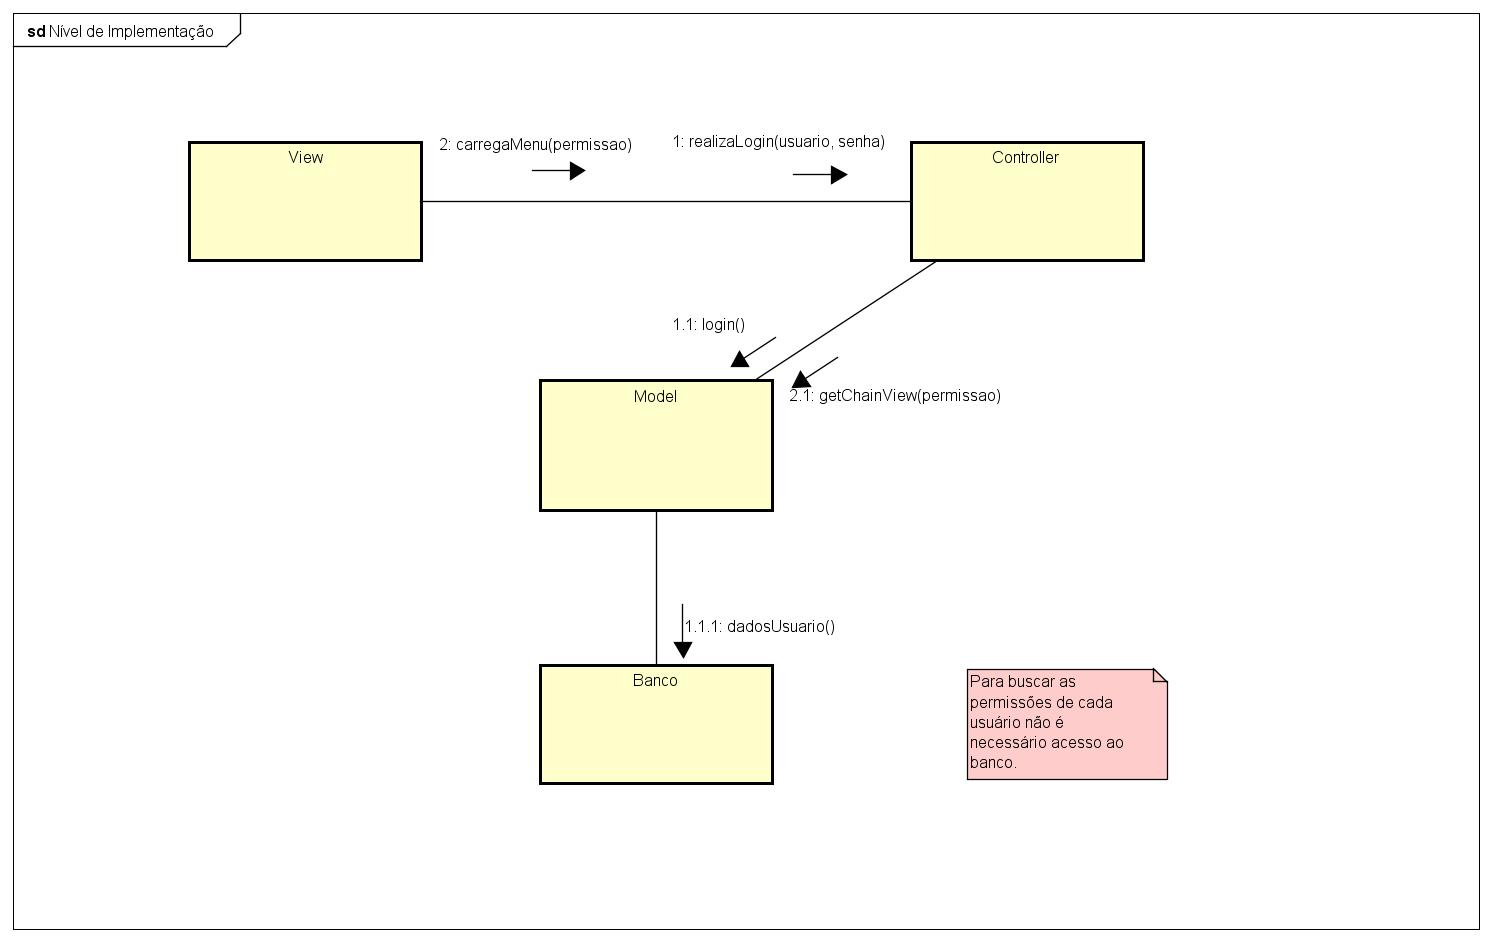 sd Nível de Implementação
2: carregaMenu(permissao)
1: realizaLogin(usuario, senha)
View
Controller
1.1: login()
2.1: getChainView(permissao)
Model
1.1.1: dadosUsuario()
Banco
Para buscar as
permissões de cada
usuário não é
necessário acesso ao
banco.